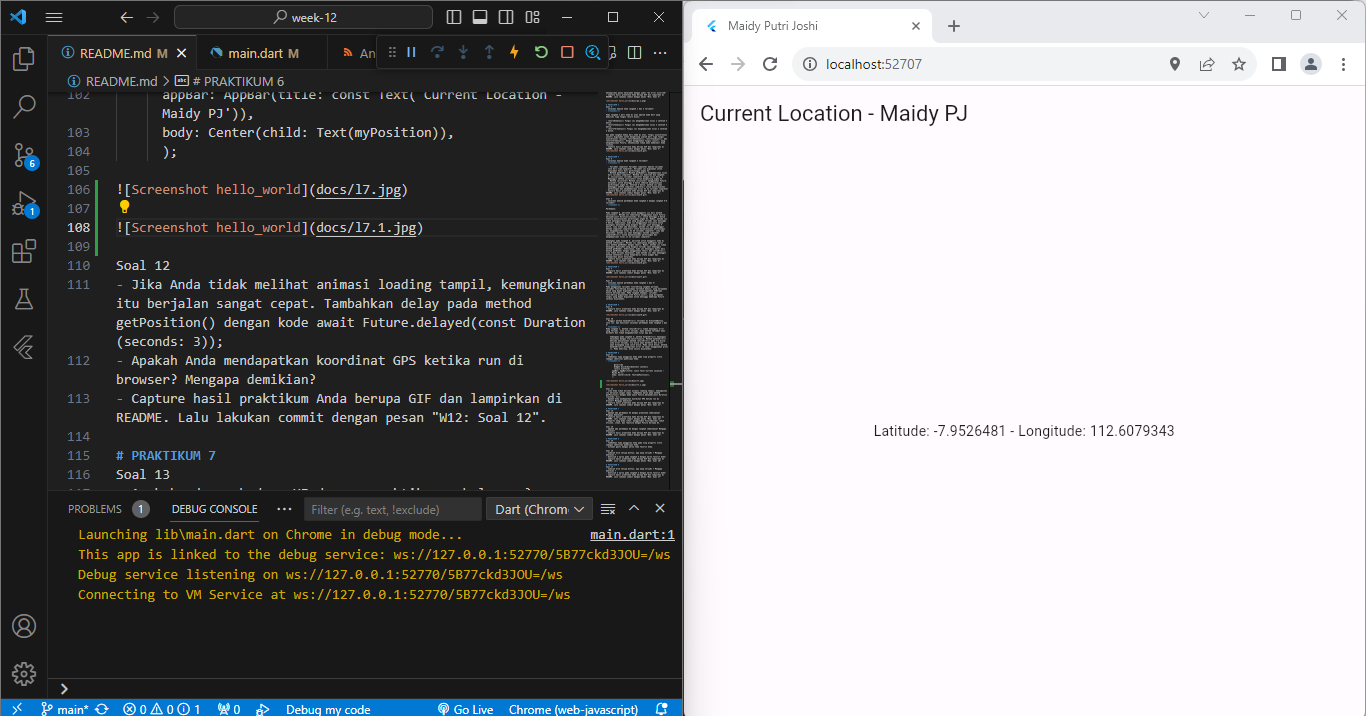 week-12
README.md M
main.dart M
An
README.md > # PRAKTIKUM 6
102
appBar: AppBar(title: const Text('Current Location -
Maidy PJ')),
103 body: Center(child: Text(myPosition)),
104 );
105
106 ![Screenshot hello_world](docs/l7.jpg)
107
108 ![Screenshot hello_world](docs/l7.1.jpg)
109
110 Soal 12
111 - Jika Anda tidak melihat animasi loading tampil, kemungkinan
itu berjalan sangat cepat. Tambahkan delay pada method
getPosition() dengan kode await Future.delayed(const Duration
(seconds: 3));
112 - Apakah Anda mendapatkan koordinat GPS ketika run di
browser? Mengapa demikian?
113 - Capture hasil praktikum Anda berupa GIF dan lampirkan di
README. Lalu lakukan commit dengan pesan "W12: Soal 12".
114
115 # PRAKTIKUM 7
116 Soal 13
6
1
PROBLEMS 1 DEBUG CONSOLE ··· Filter (e.g. text, !exclude) Dart (Chrom
Launching lib\main.dart on Chrome in debug mode... main.dart:1
This app is linked to the debug service: ws://127.0.0.1:52770/5B77ckd3JOU=/ws
Debug service listening on ws://127.0.0.1:52770/5B77ckd3JOU=/ws
Connecting to VM Service at ws://127.0.0.1:52770/5B77ckd3JOU=/ws
main* 0 0 1 0 Debug my code Go Live Chrome (web-javascript)
Maidy Putri Joshi
localhost:52707
Current Location - Maidy PJ
Latitude: -7.9526481 - Longitude: 112.6079343